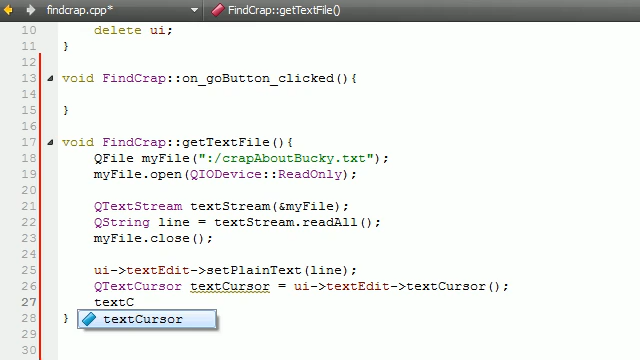 findcrap.cpp* FindCrap::getTextFile()
10 delete ui;
11 }
12
13 void FindCrap::on_goButton_clicked(){
14
15 }
16
17 void FindCrap::getTextFile(){
18 QFile myFile(":/crapAboutBucky.txt");
19 myFile.open(QIODevice::ReadOnly);
20
21 QTextStream textStream(&myFile);
22 QString line = textStream.readAll();
23 myFile.close();
24
25 ui->textEdit->setPlainText(line);
26 QTextCursor textCursor = ui->textEdit->textCursor();
27 textC
28 } textCursor
29
30